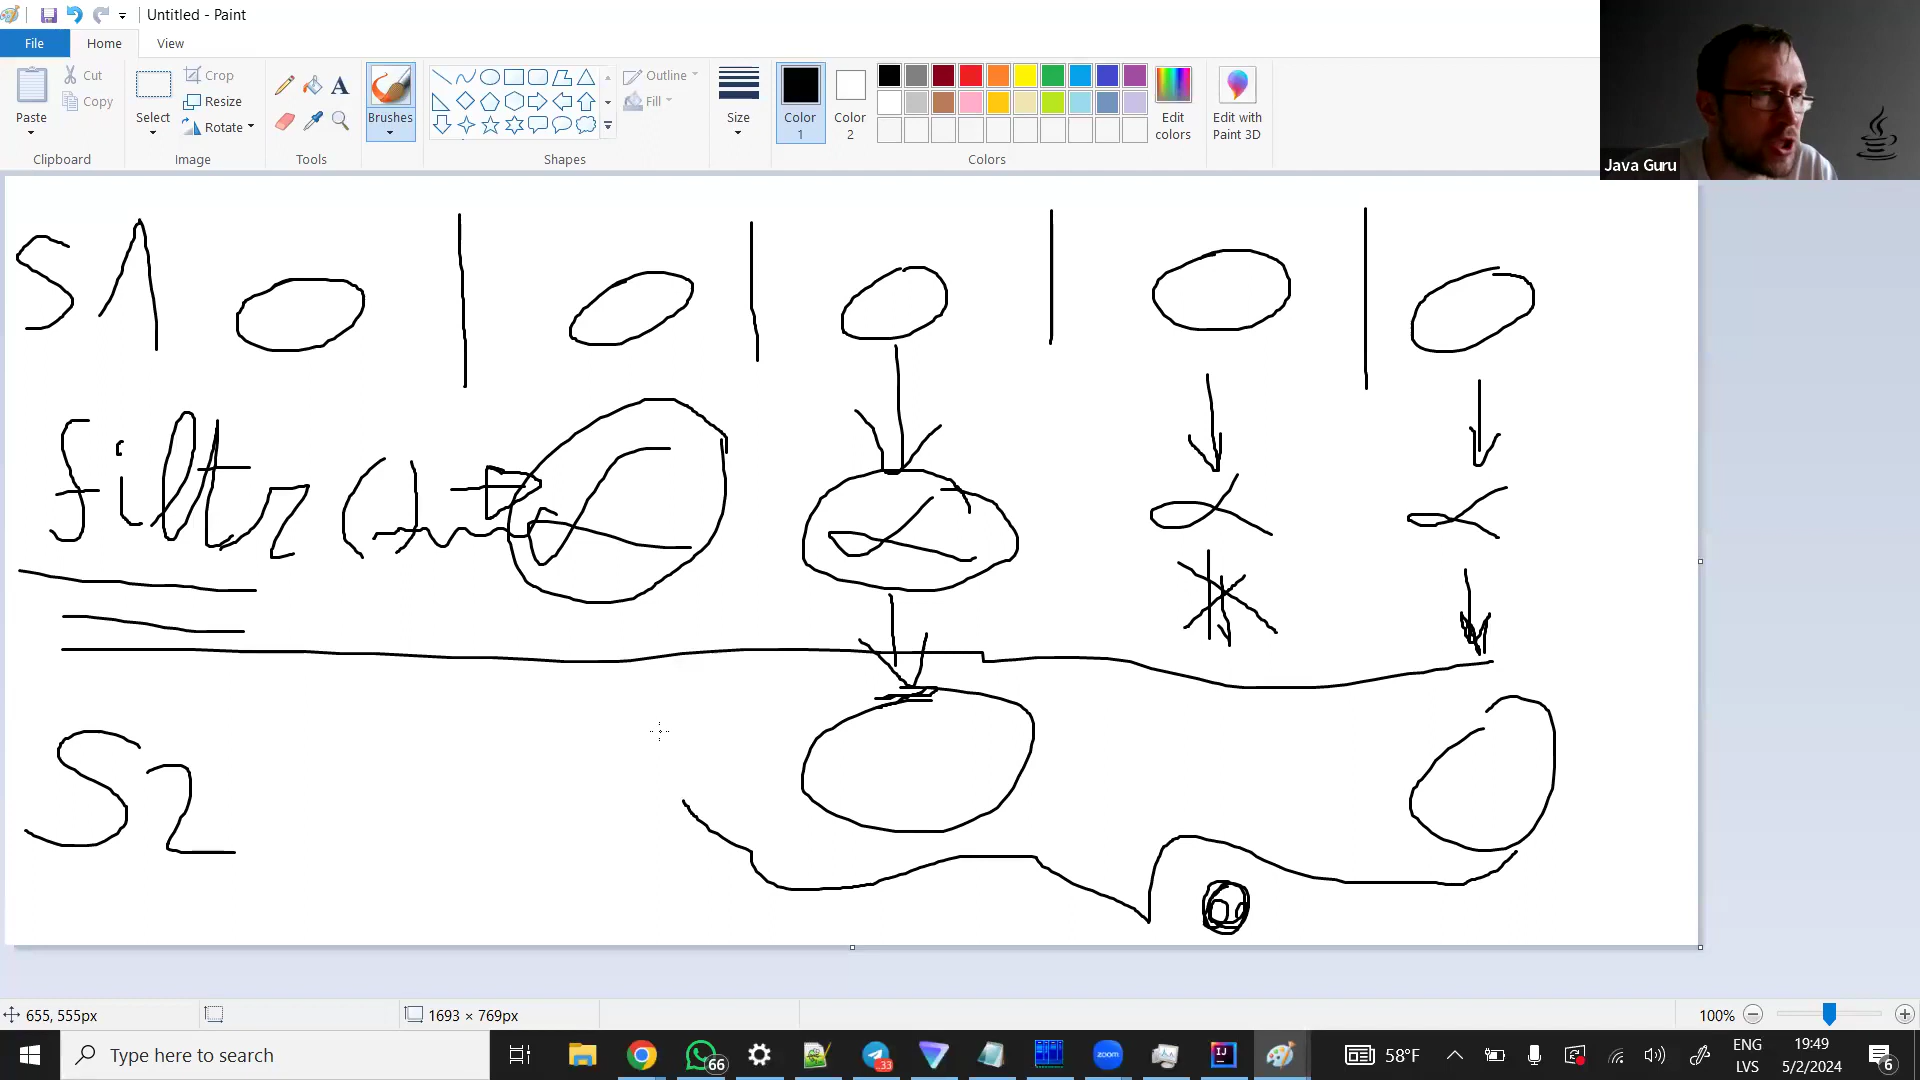 Untitled - Paint
File
Home
View
Paste
Cut
Copy
Clipboard
Select
Crop
Resize
Rotate
Image
Tools
Brushes
Shapes
Outline
Fill
Size
Color 1
Color 2
Colors
Edit colors
Edit with Paint 3D
Java Guru
S1
S2
655, 555px
1693 × 769px
100%
Type here to search
66
33
zoom
58°F
ENG
LVS
19:49
5/2/2024
6